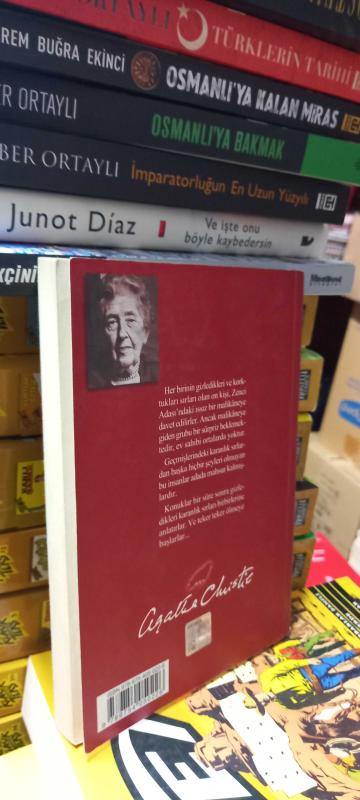 TÜRKLERİN TARİHİ
REM BUĞRA EKİNCİ OSMANLI'YA KALAN MİRAS
ER ORTAYLI OSMANLI'YA BAKMAK
BER ORTAYLI İmparatorluğun En Uzun Yüzyılı
Junot Díaz Ve işte onu
böyle kaybedersin
Her birinin gizledikleri ve kork-
tukları sırları olan on kişi, Zenci
Adası'ndaki ıssız bir malikâneye
davet edilirler. Ancak malikâneye
giden grubu bir sürpriz beklemek-
tedir, ev sahibi ortalarda yoktur.
Geçmişlerindeki karanlık sırlar-
dan başka hiçbir şeyleri olmayan
bu insanlar adada mahsur kalmış-
lardır.
Konuklar bir süre sonra gizle-
dikleri karanlık sırları birbirlerine
anlatırlar. Ve teker teker ölmeye
başlarlar...
Agatha Christie